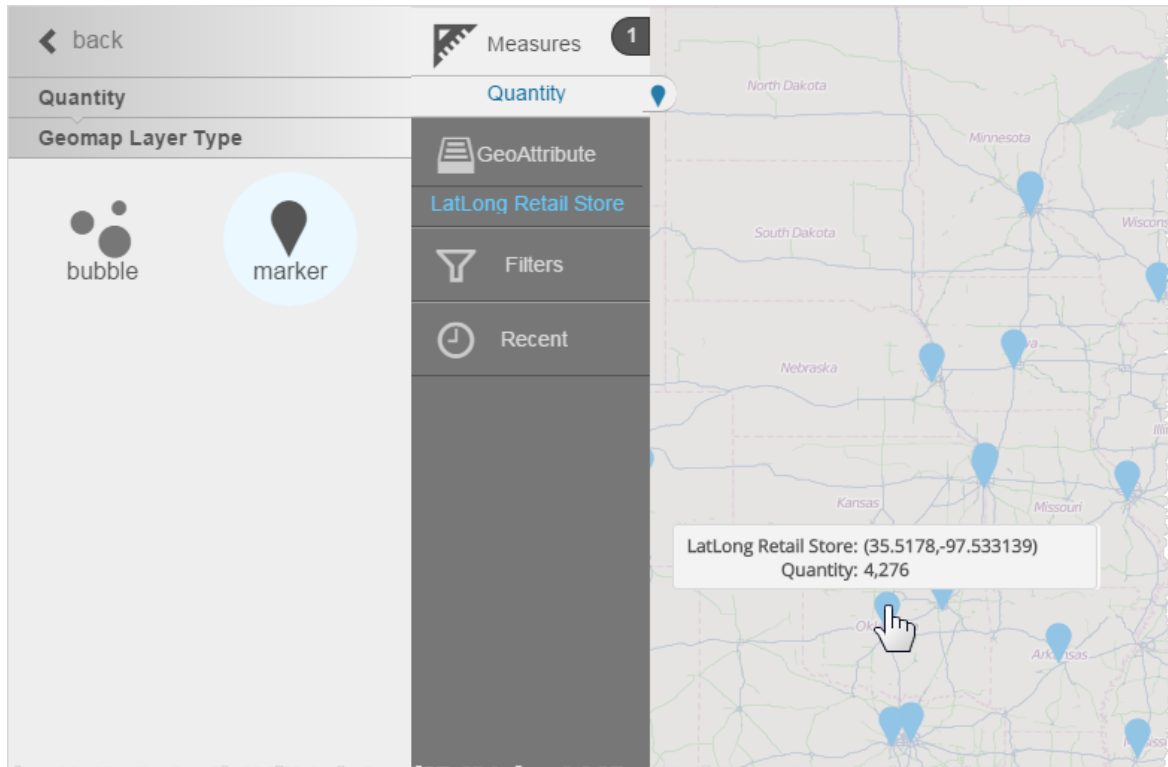 back
Quantity
Geomap Layer Type
bubble
marker
Measures
1
Quantity
GeoAttribute
LatLong Retail Store
Filters
Recent
North Dakota
Minnesota
South Dakota
Wiscons
Nebraska
Kansas
Missouri
LatLong Retail Store: (35.5178,-97.533139)
Quantity: 4,276